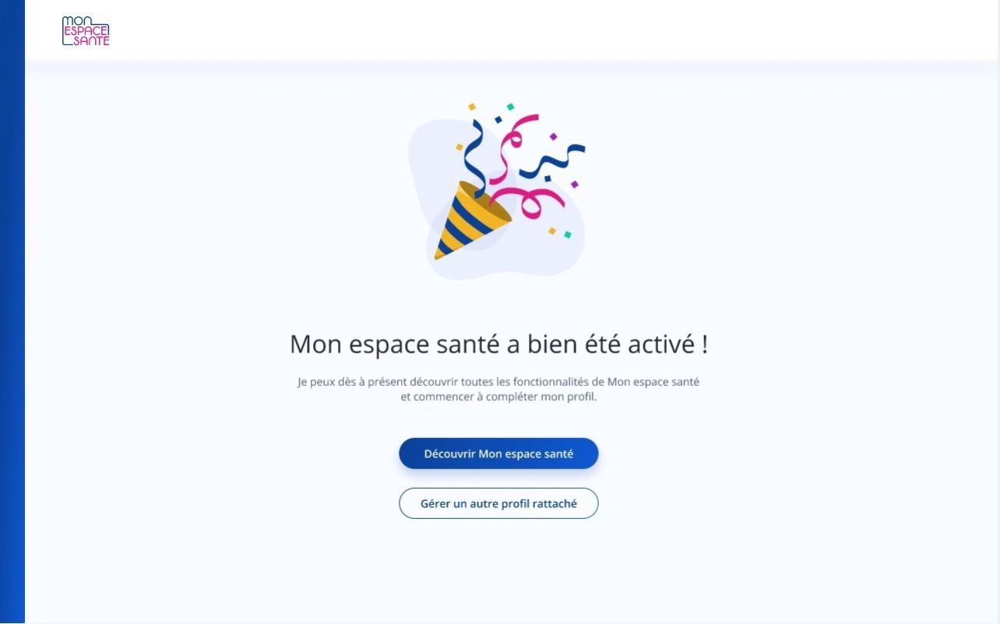 MON
ESPACE
SANTÉ
Mon espace santé a bien été activé !
Je peux dès à présent découvrir toutes les fonctionnalités de Mon espace santé
et commencer à compléter mon profil.
Découvrir Mon espace santé
Gérer un autre profil rattaché